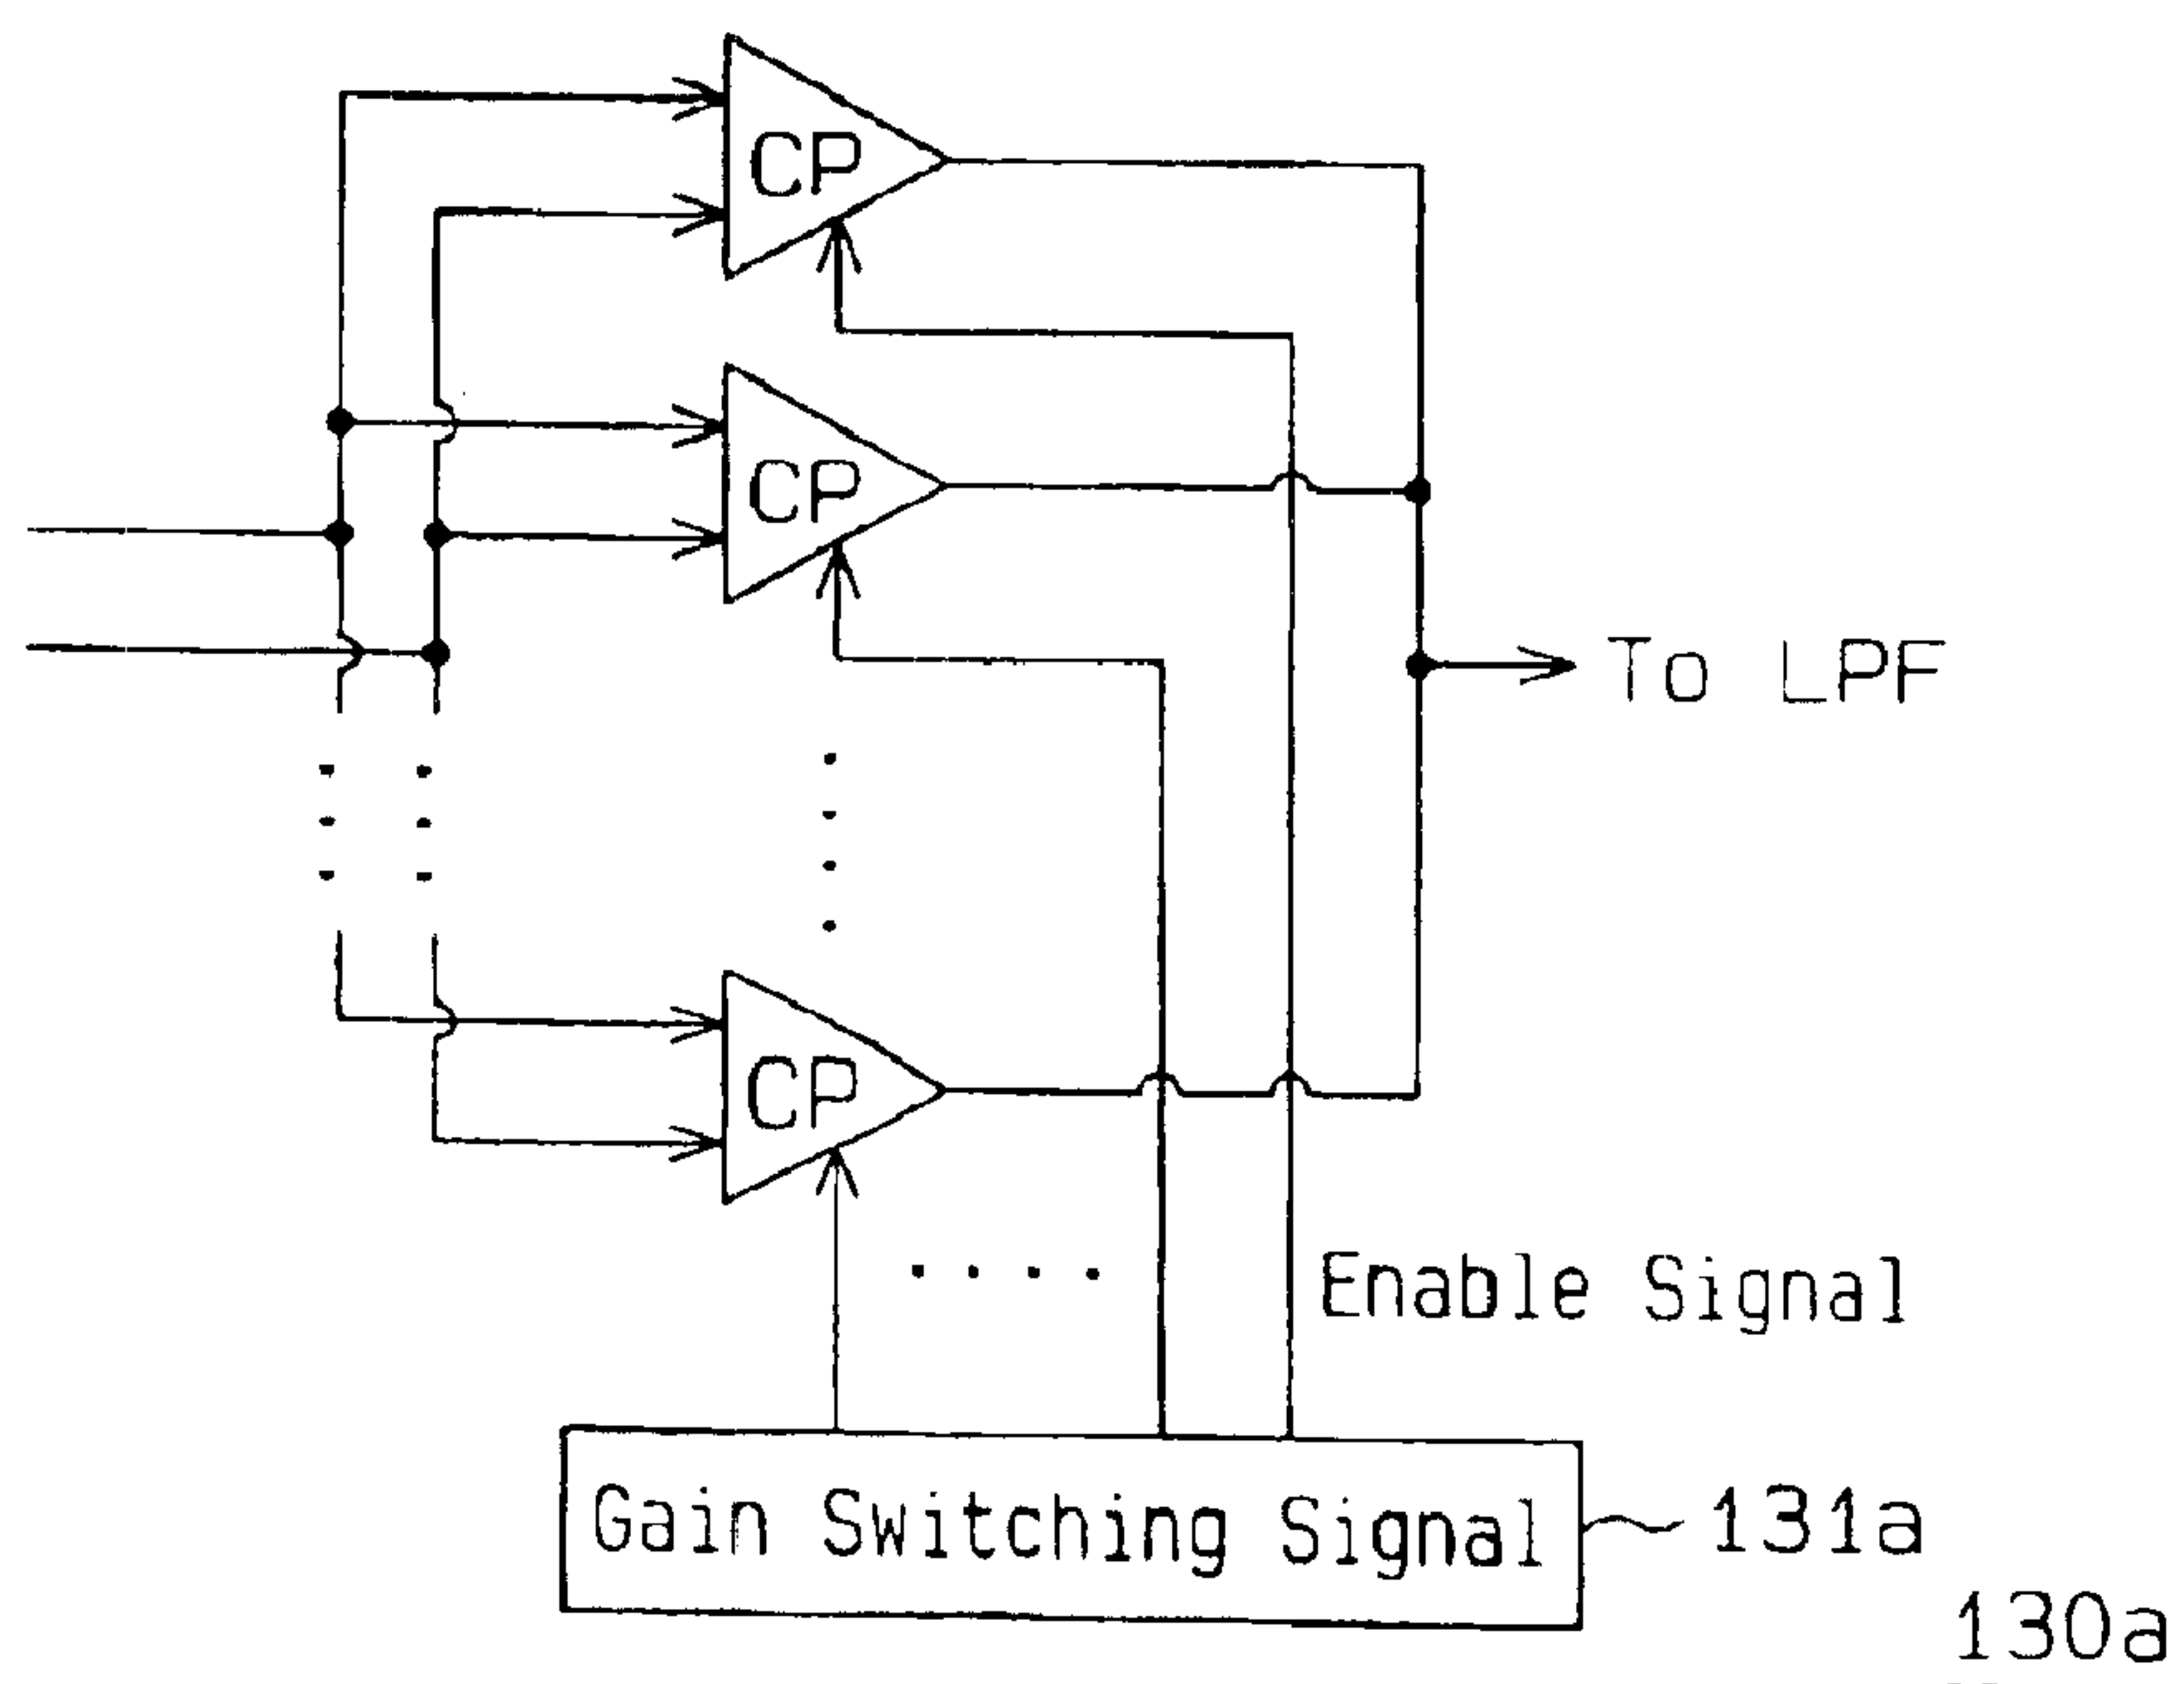 CP
CP
To LPF
CP
Enable Signal
Gain Switching Signal
131a
130a